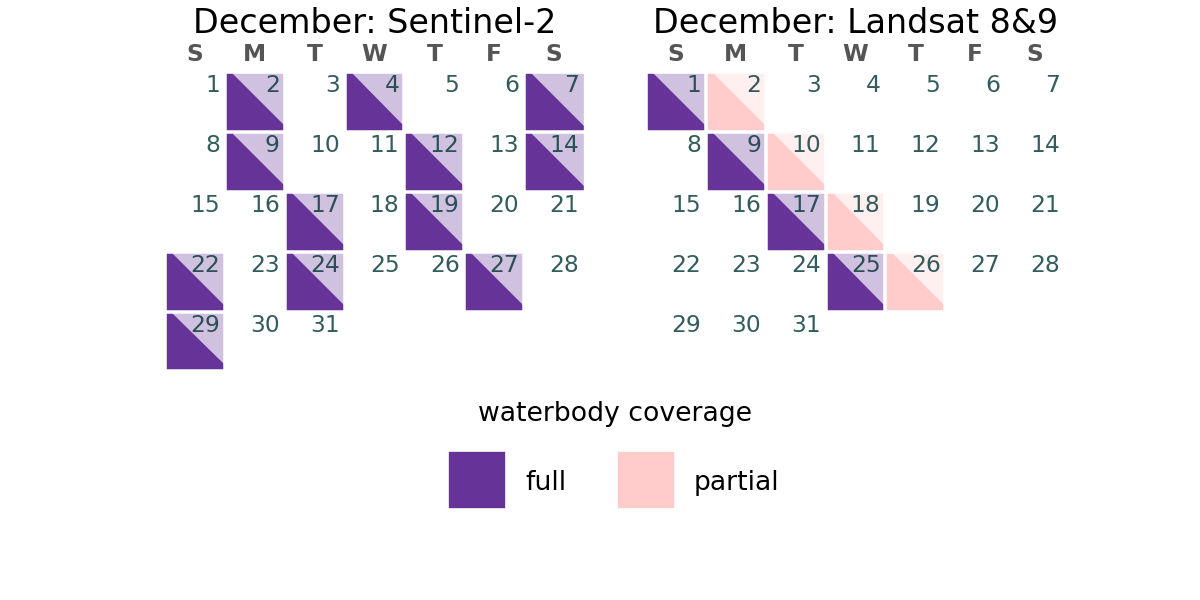 December: Sentinel-2
S M T W T F S
1 2 3 4 5 6 7
8 9 10 11 12 13 14
15 16 17 18 19 20 21
22 23 24 25 26 27 28
29 30 31
December: Landsat 8&9
S M T W T F S
1 2 3 4 5 6 7
8 9 10 11 12 13 14
15 16 17 18 19 20 21
22 23 24 25 26 27 28
29 30 31
waterbody coverage
full partial